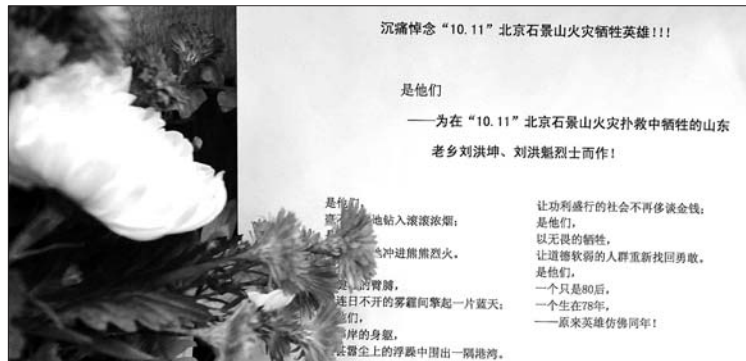 沉痛悼念“10.11”北京石景山火灾牺牲英雄!!!
是他们
——为在“10.11”北京石景山火灾扑救中牺牲的山东
老乡刘洪坤、刘洪魁烈士而作!
是他们,
地钻入滚滚浓烟;
冲进熊熊烈火。
的臂膀,
连日不开的雾霾间擎起一片蓝天;
们,
岸的身躯,
甚嚣尘上的浮躁中围出一隅港湾。
让功利盛行的社会不再侈谈金钱;
是他们,
以无畏的牺牲,
让道德软弱的人群重新找回勇敢。
是他们,
一个只是80后,
一个生在78年,
——原来英雄仿佛同年!